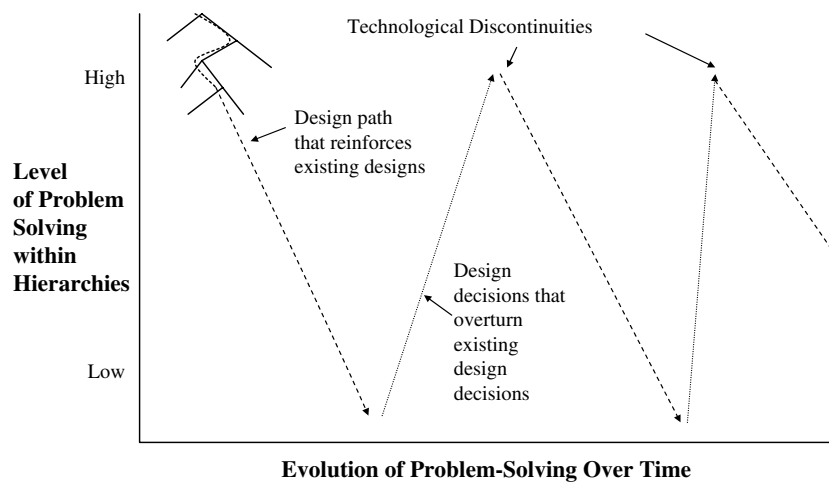 Technological Discontinuities
High
Design path
that reinforces
existing designs
Level
of Problem
Solving
within
Hierarchies
Design
decisions that
overturn
existing
design
decisions
Low
Evolution of Problem-Solving Over Time